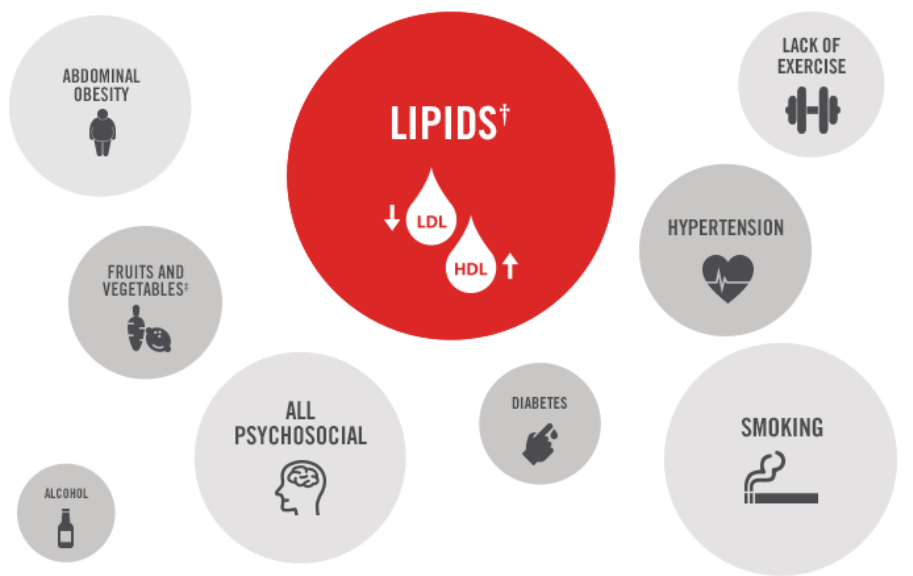 ABDOMINAL
OBESITY
LIPIDS†
LDL
HDL
LACK OF
EXERCISE
HYPERTENSION
FRUITS AND
VEGETABLES‡
ALL
PSYCHOSOCIAL
DIABETES
SMOKING
ALCOHOL